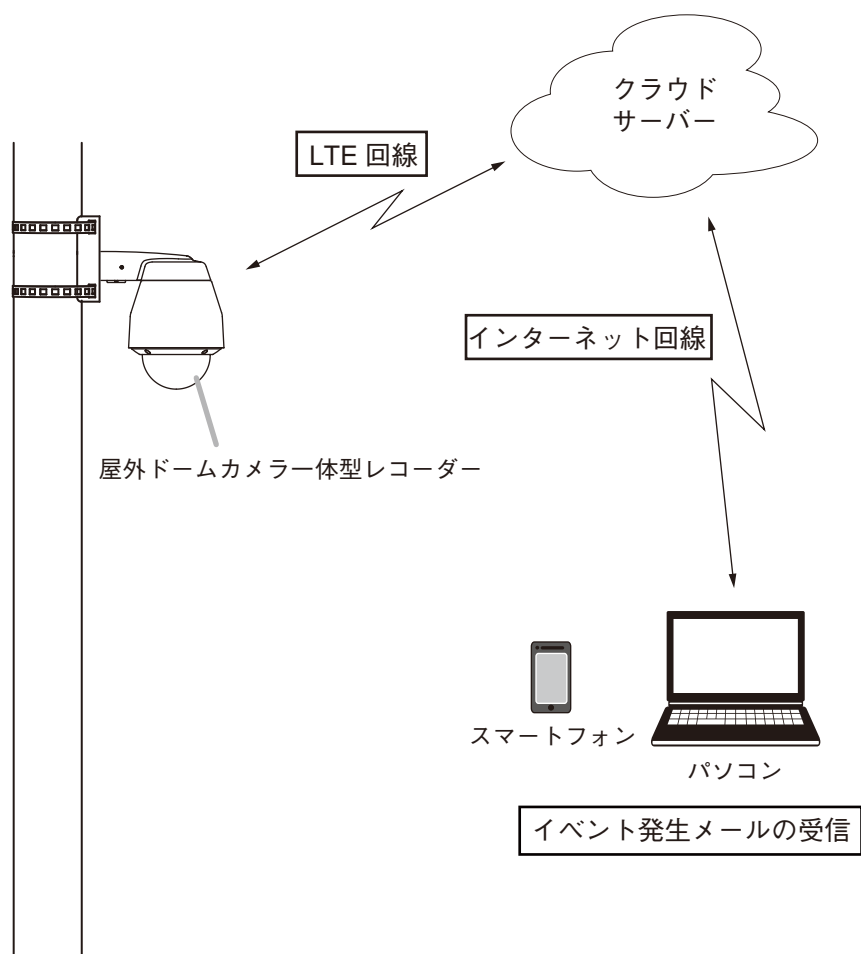 クラウド
サーバー
LTE 回線
インターネット回線
屋外ドームカメラ一体型レコーダー
スマートフォン
パソコン
イベント発生メールの受信